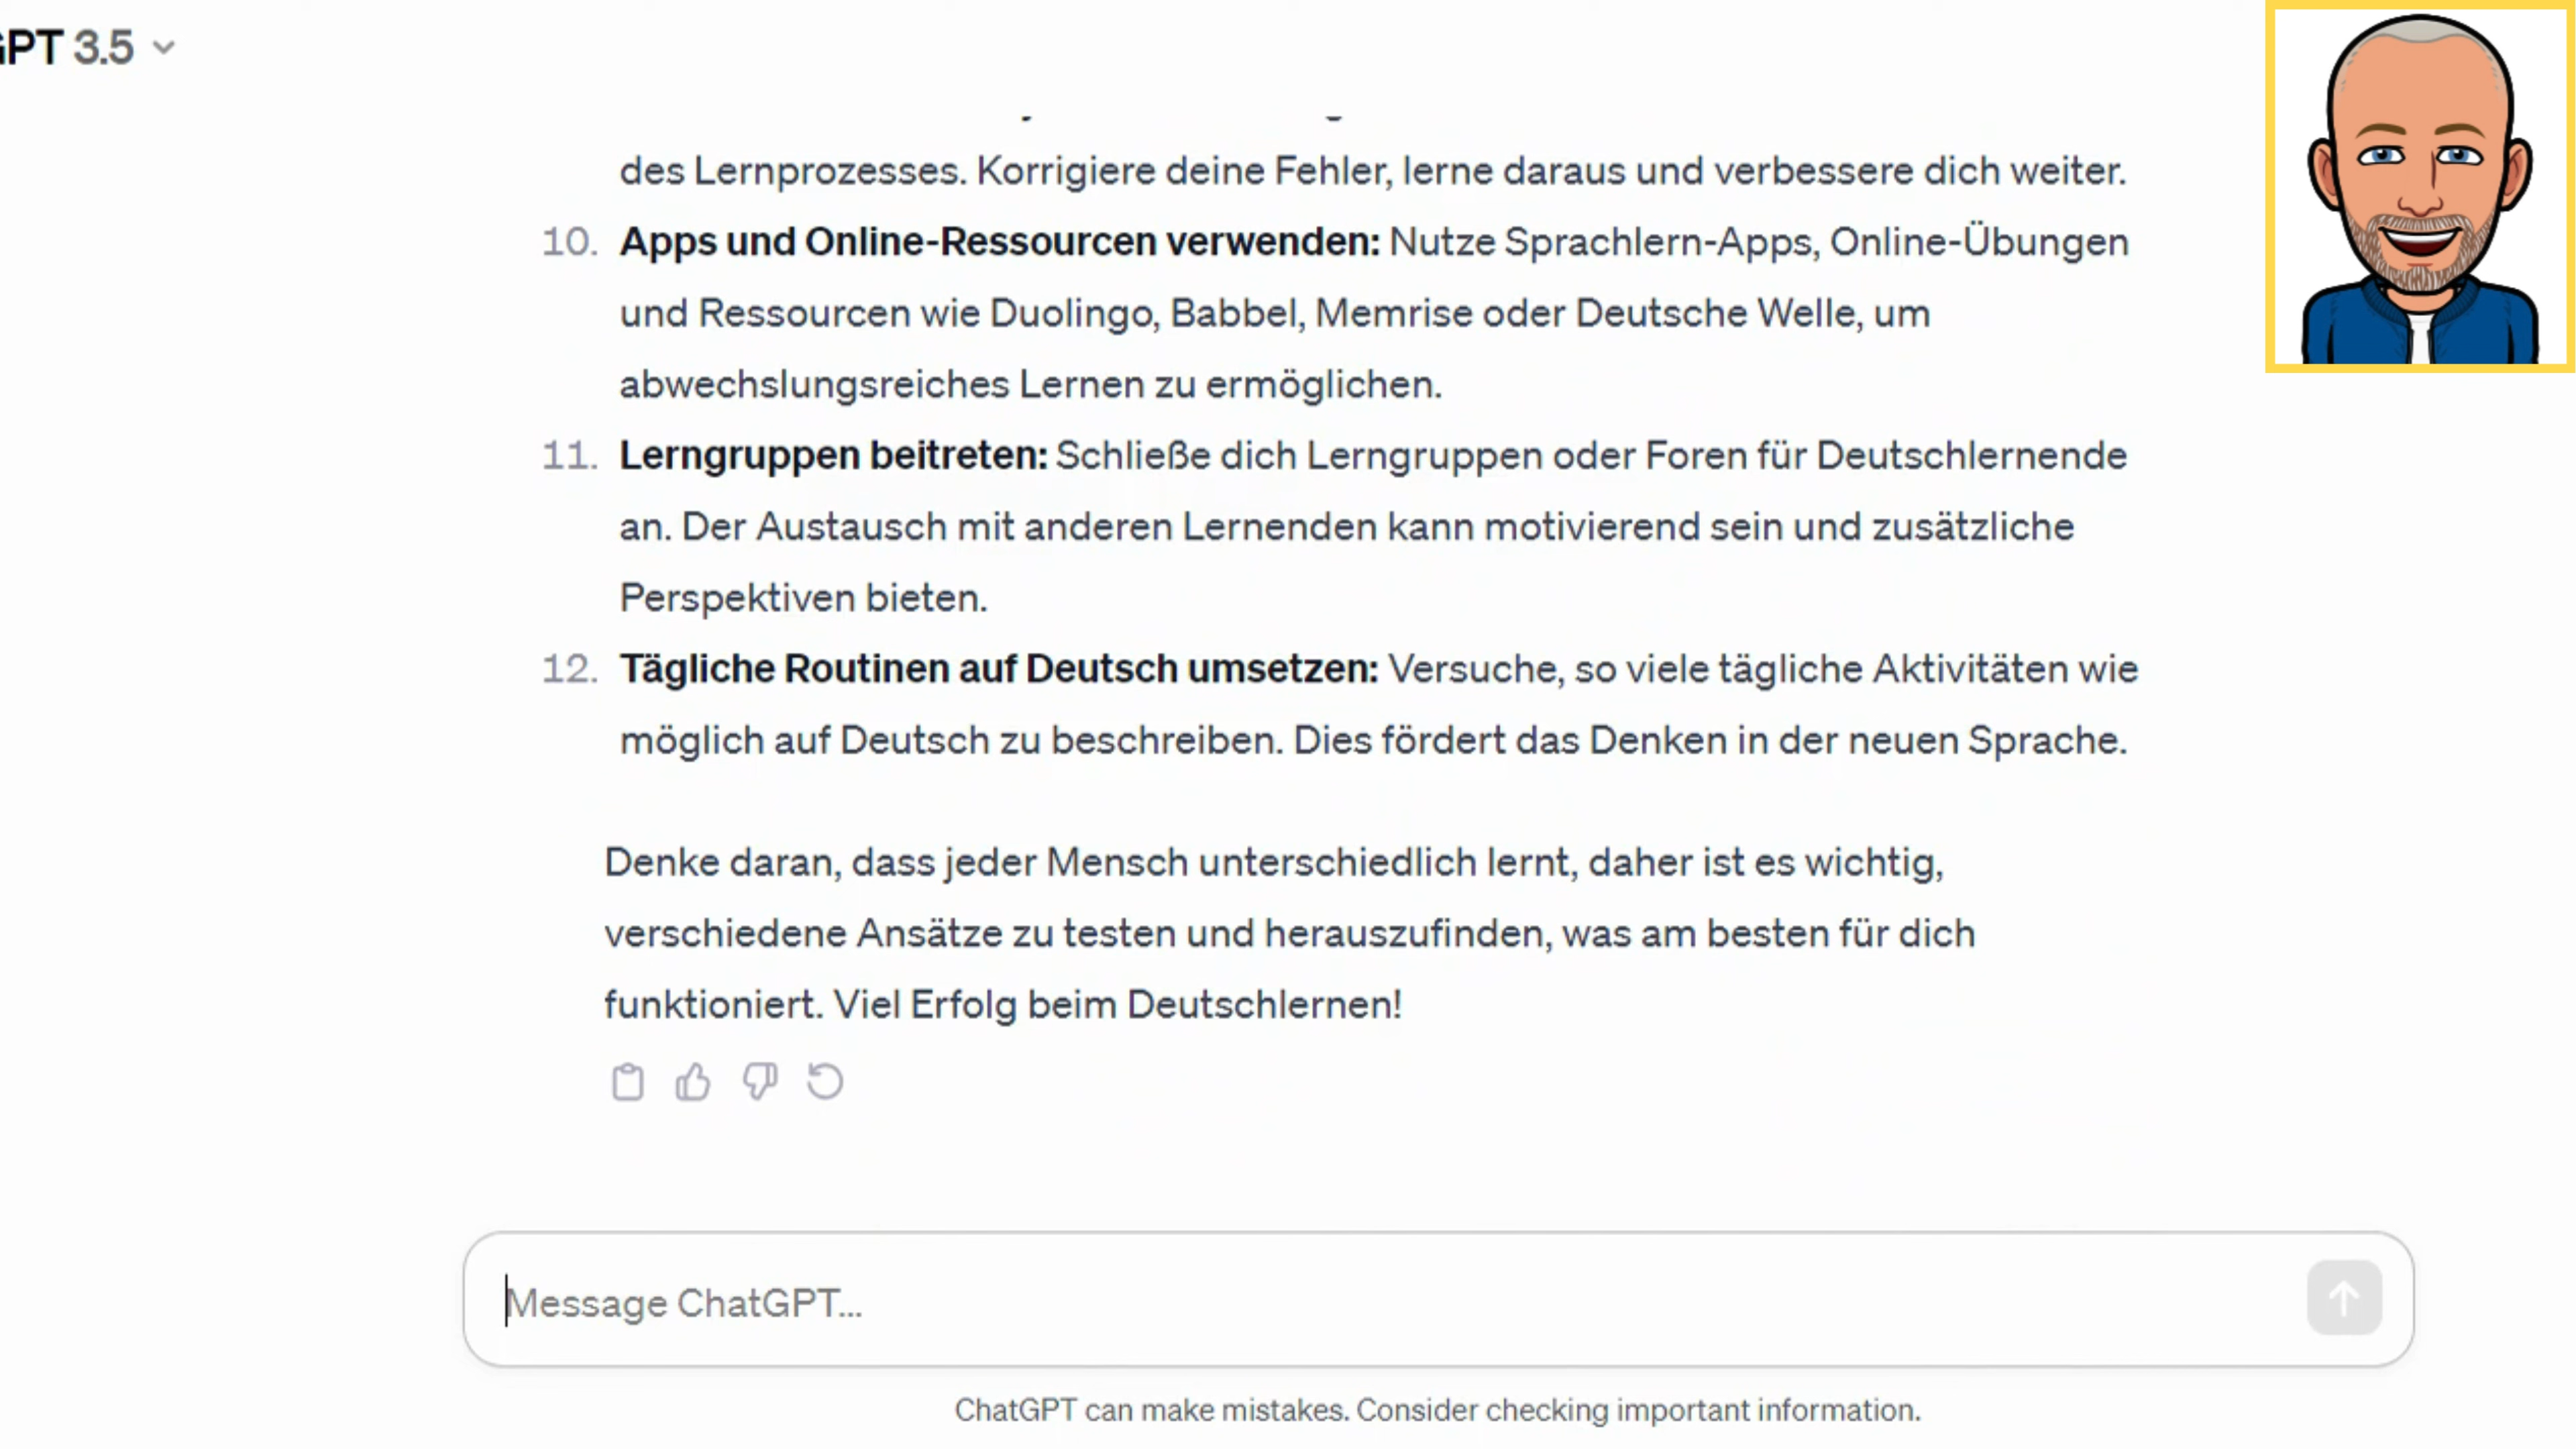 GPT 3.5
des Lernprozesses. Korrigiere deine Fehler, lerne daraus und verbessere dich weiter.
10. Apps und Online-Ressourcen verwenden: Nutze Sprachlern-Apps, Online-Übungen
und Ressourcen wie Duolingo, Babbel, Memrise oder Deutsche Welle, um
abwechslungsreiches Lernen zu ermöglichen.
11. Lerngruppen beitreten: Schließe dich Lerngruppen oder Foren für Deutschlernende
an. Der Austausch mit anderen Lernenden kann motivierend sein und zusätzliche
Perspektiven bieten.
12. Tägliche Routinen auf Deutsch umsetzen: Versuche, so viele tägliche Aktivitäten wie
möglich auf Deutsch zu beschreiben. Dies fördert das Denken in der neuen Sprache.
Denke daran, dass jeder Mensch unterschiedlich lernt, daher ist es wichtig,
verschiedene Ansätze zu testen und herauszufinden, was am besten für dich
funktioniert. Viel Erfolg beim Deutschlernen!
Message ChatGPT...
ChatGPT can make mistakes. Consider checking important information.